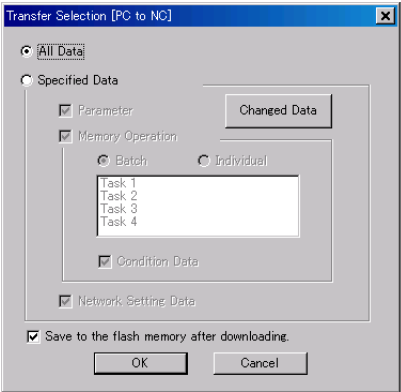 Transfer Selection [PC to NC]
All Data
Specified Data
Parameter
Changed Data
Memory Operation
Batch Individual
Task 1
Task 2
Task 3
Task 4
Condition Data
Network Setting Data
Save to the flash memory after downloading.
OK Cancel